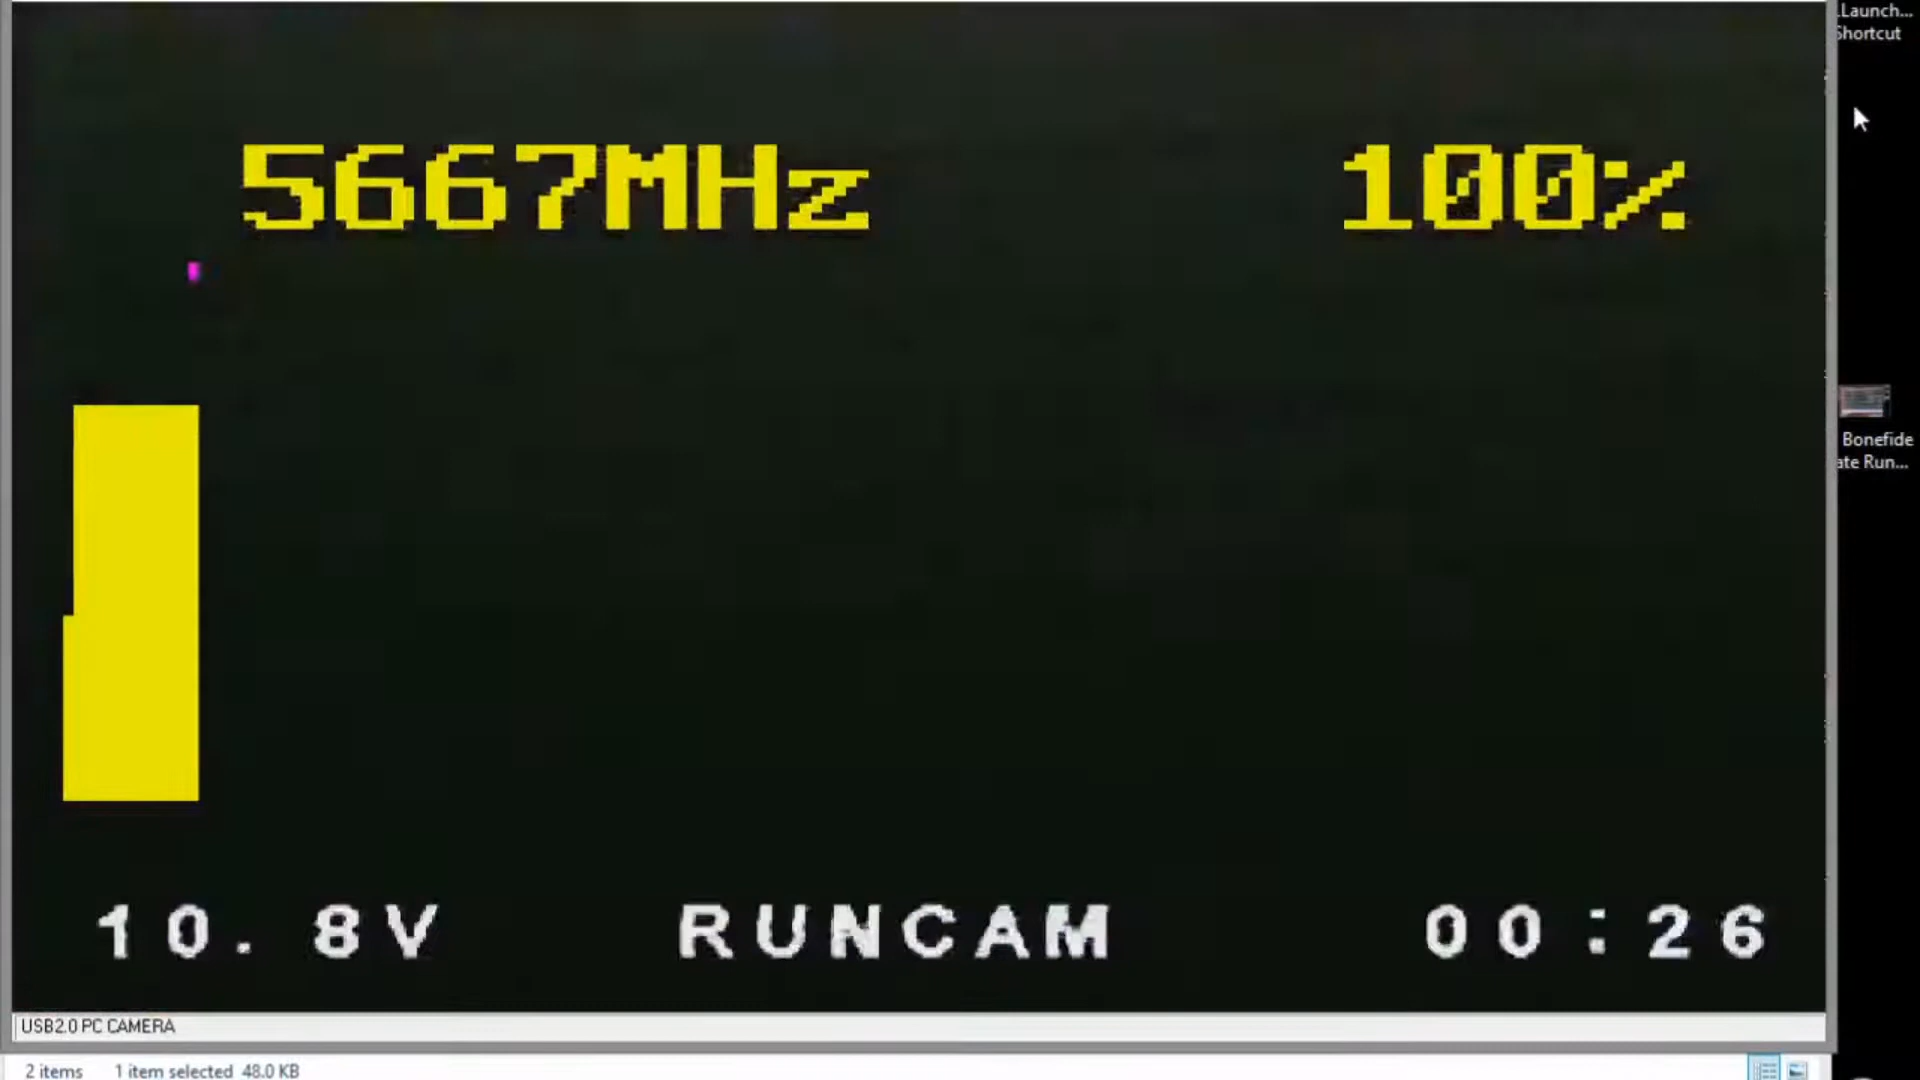 .Launch...
Shortcut
5667MHz 100%
Bonefide
ate Run...
10.8V RUNCAM 00:26
USB2.0 PC CAMERA
2 items 1 item selected 48.0 KB